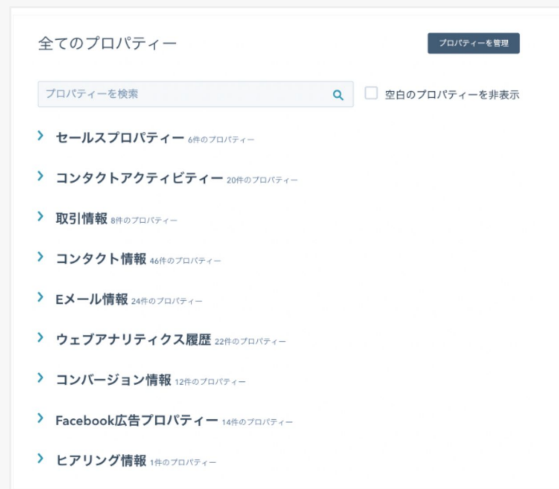 全てのプロパティー
プロパティーを管理
プロパティーを検索
空白のプロパティーを非表示
セールスプロパティー 6件のプロパティー
コンタクトアクティビティー 20件のプロパティー
取引情報 8件のプロパティー
コンタクト情報 46件のプロパティー
Eメール情報 24件のプロパティー
ウェブアナリティクス履歴 22件のプロパティー
コンバージョン情報 12件のプロパティー
Facebook広告プロパティー 14件のプロパティー
ヒアリング情報 1件のプロパティー